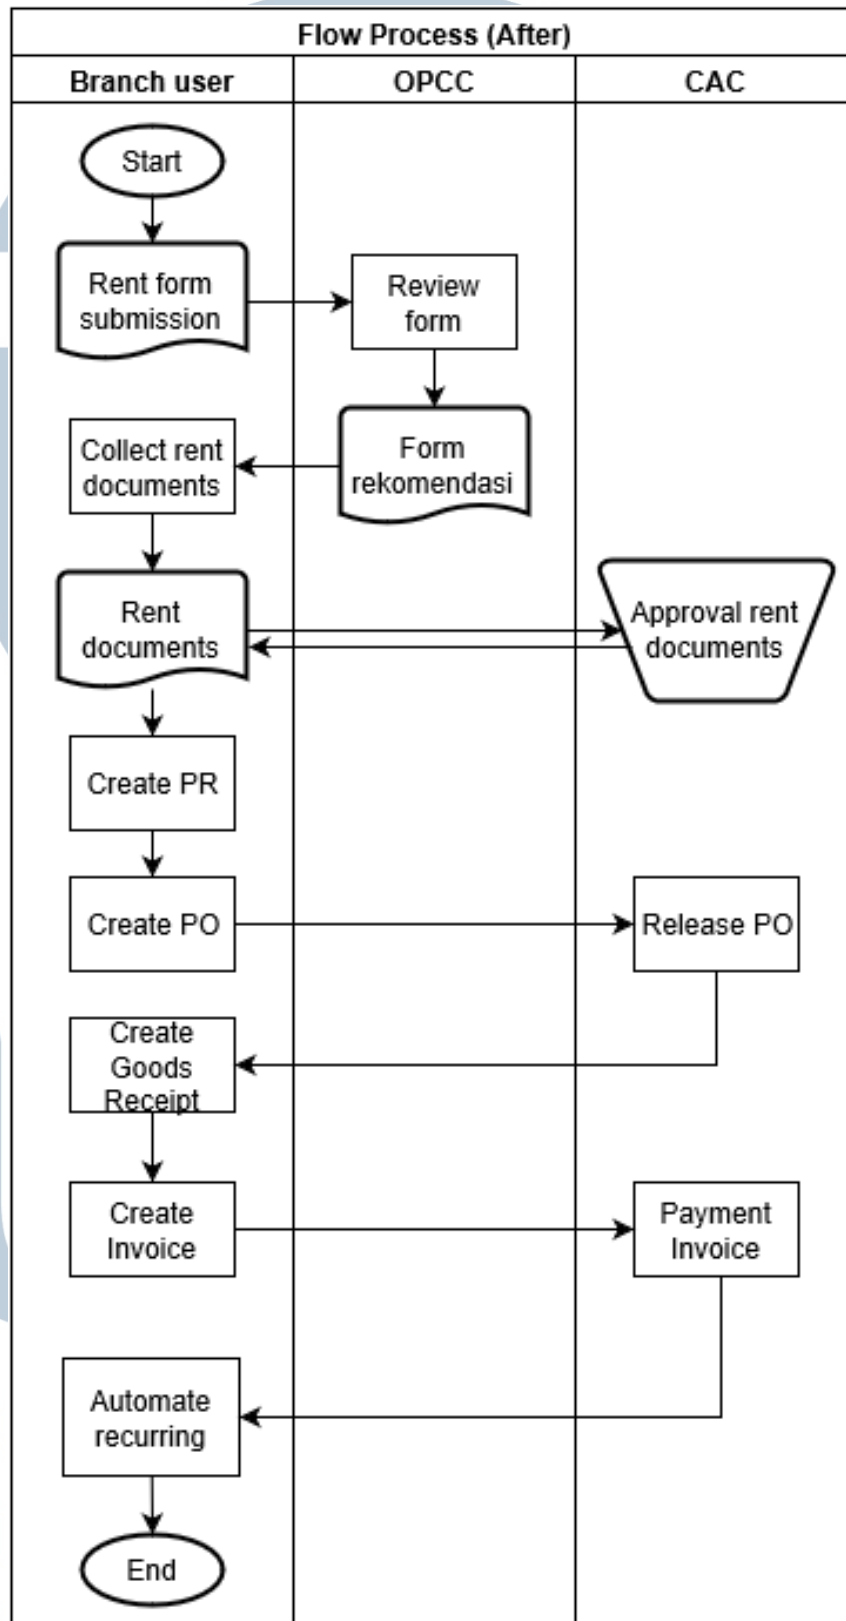 Flow Process (After)
Branch user
OPCC
CAC
Start
Rent form
submission
Review
form
Form
rekomendasi
Collect rent
documents
Rent
documents
Approval rent
documents
Create PR
Create PO
Release PO
Create
Goods
Receipt
Create
Invoice
Payment
Invoice
Automate
recurring
End